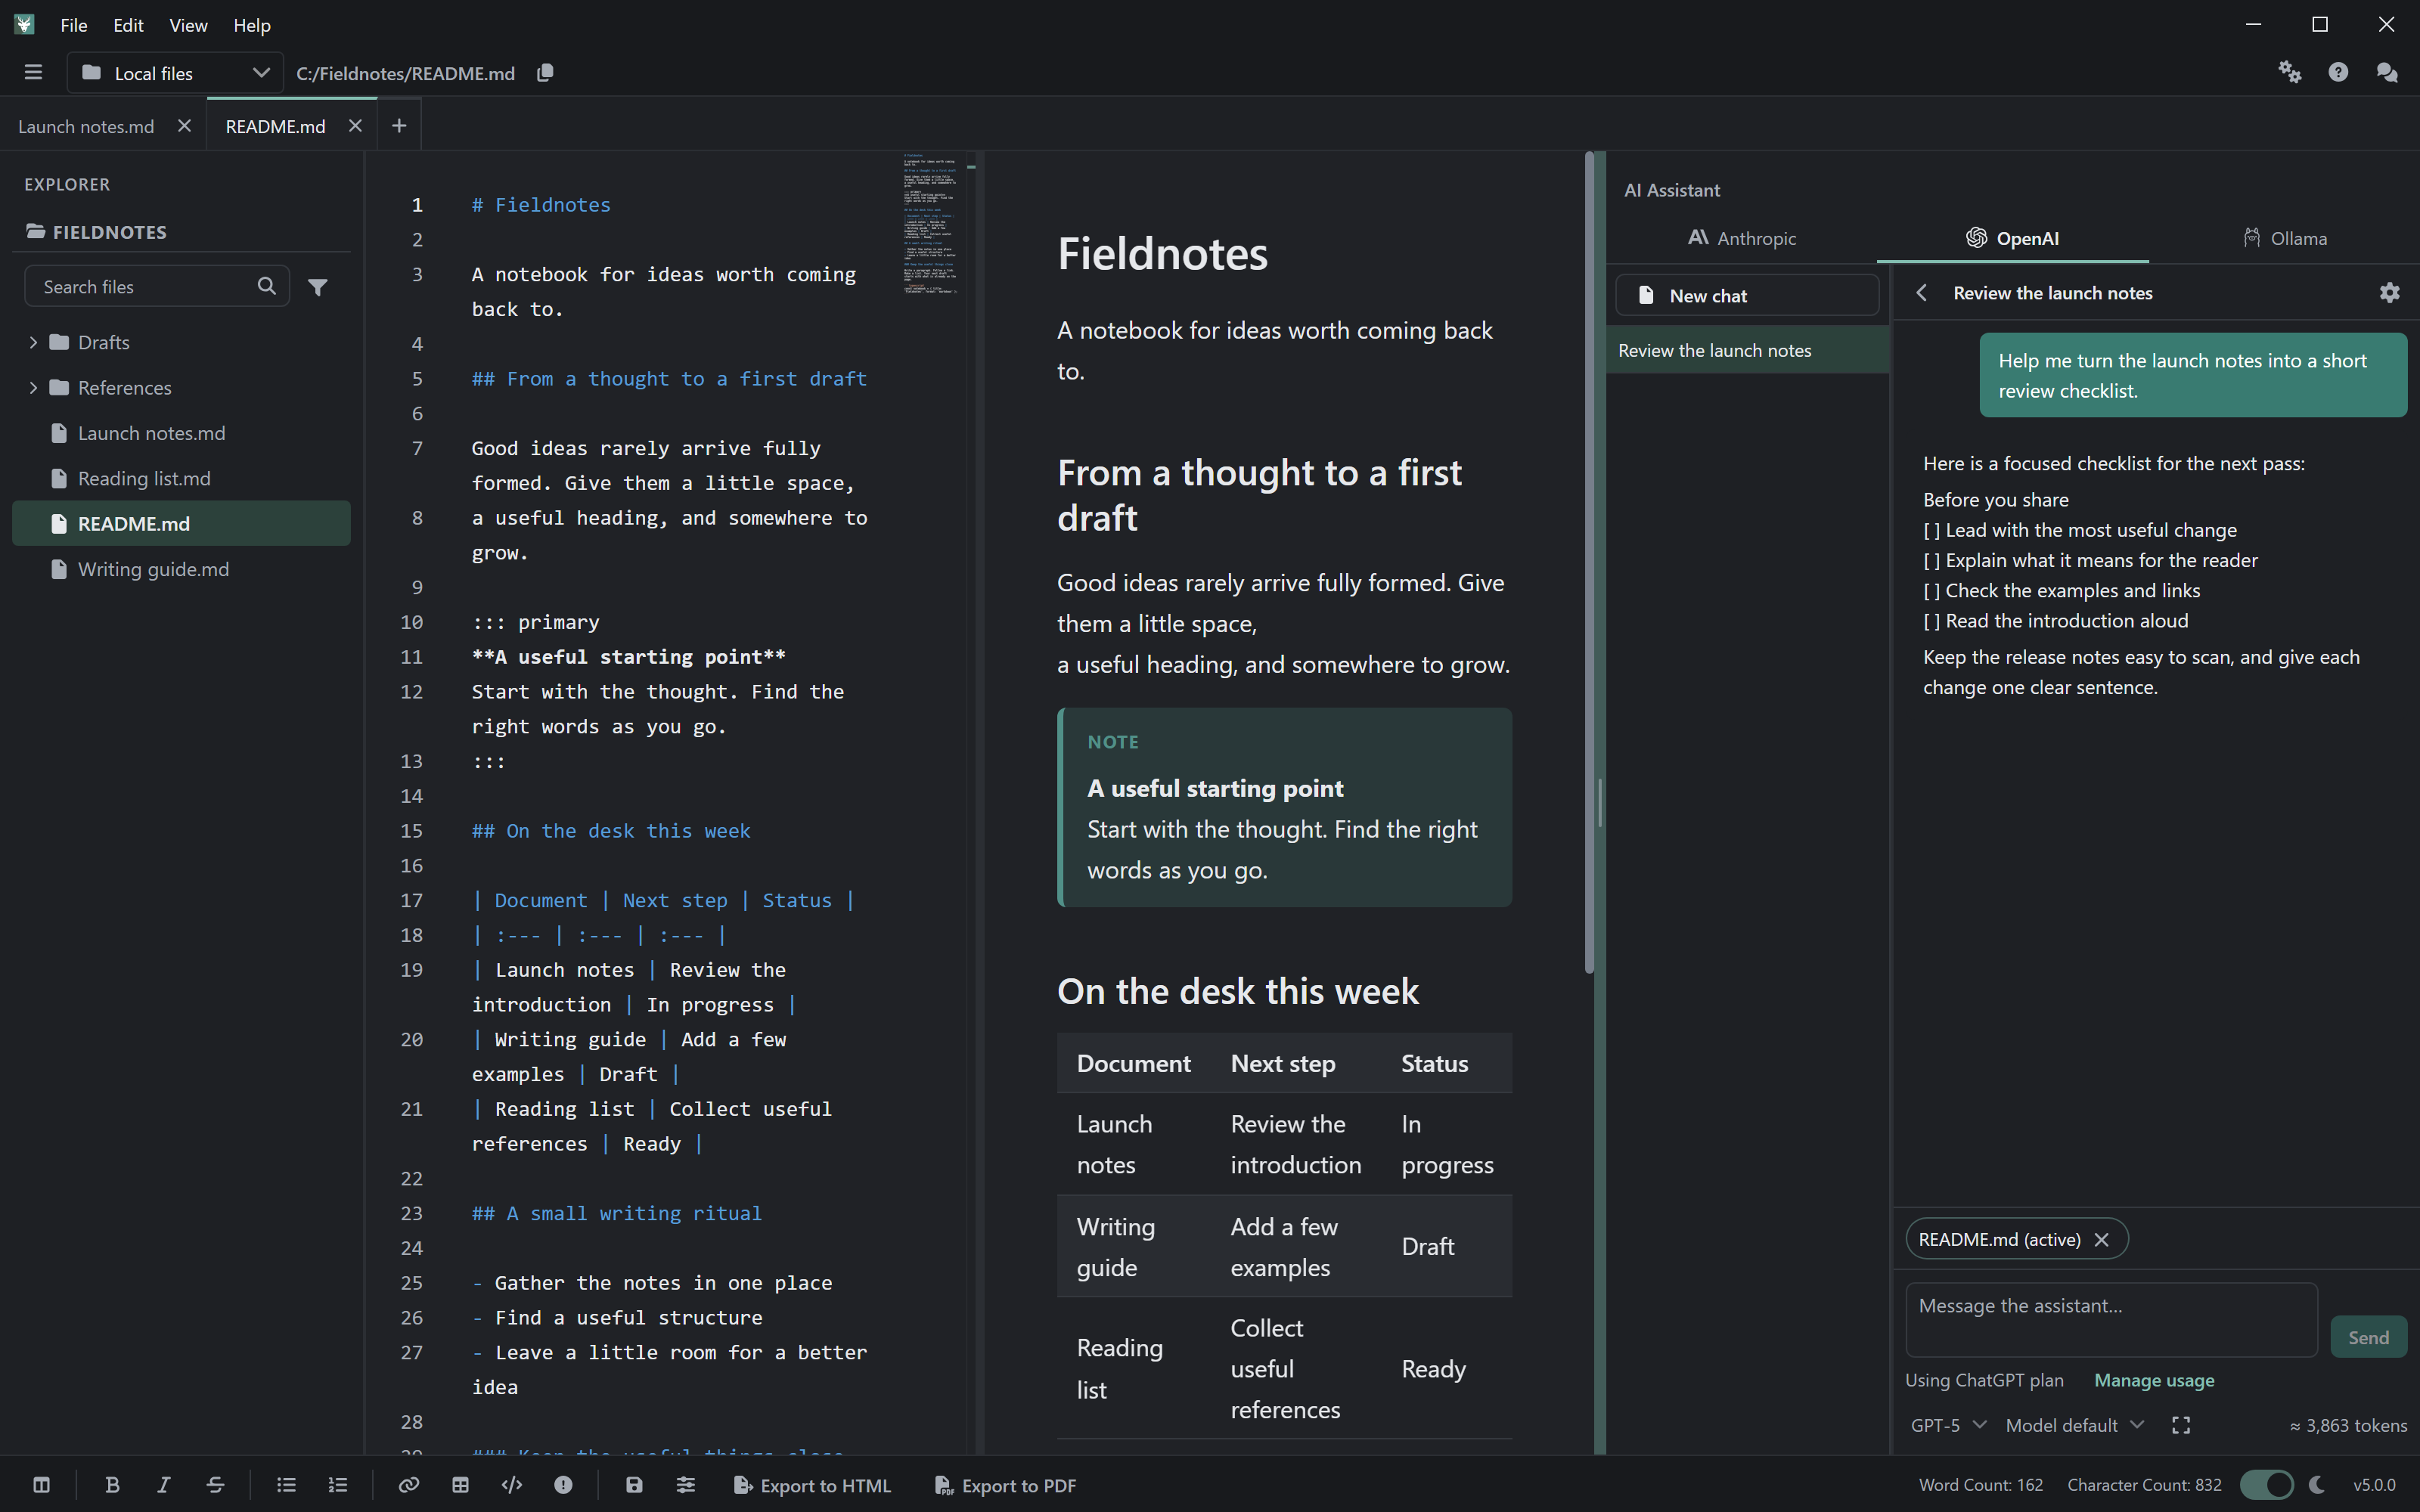 File Edit View Help
Local files C:/Fieldnotes/README.md
Launch notes.md README.md
EXPLORER
FIELDNOTES
Search files
Drafts
References
Launch notes.md
Reading list.md
README.md
Writing guide.md
1 # Fieldnotes
2
3 A notebook for ideas worth coming
back to.
4
5 ## From a thought to a first draft
6
7 Good ideas rarely arrive fully
formed. Give them a little space,
8 a useful heading, and somewhere to
grow.
9
10 ::: primary
11 **A useful starting point**
12 Start with the thought. Find the
right words as you go.
13 :::
14
15 ## On the desk this week
16
17 | Document | Next step | Status |
18 | :--- | :--- | :--- |
19 | Launch notes | Review the
introduction | In progress |
20 | Writing guide | Add a few
examples | Draft |
21 | Reading list | Collect useful
references | Ready |
22
23 ## A small writing ritual
24
25 - Gather the notes in one place
26 - Find a useful structure
27 - Leave a little room for a better
idea
28
Fieldnotes
A notebook for ideas worth coming back
to.
From a thought to a first
draft
Good ideas rarely arrive fully formed. Give
them a little space,
a useful heading, and somewhere to grow.
NOTE
A useful starting point
Start with the thought. Find the right
words as you go.
On the desk this week
Document Next step Status
Launch notes Review the introduction In progress
Writing guide Add a few examples Draft
Reading list Collect useful references Ready
AI Assistant
Anthropic OpenAI Ollama
New chat
Review the launch notes
Review the launch notes
Help me turn the launch notes into a short
review checklist.
Here is a focused checklist for the next pass:
Before you share
[ ] Lead with the most useful change
[ ] Explain what it means for the reader
[ ] Check the examples and links
[ ] Read the introduction aloud
Keep the release notes easy to scan, and give each
change one clear sentence.
README.md (active)
Message the assistant...
Send
Using ChatGPT plan Manage usage
GPT-5 Model default ≈ 3,863 tokens
Export to HTML Export to PDF
Word Count: 162 Character Count: 832 v5.0.0